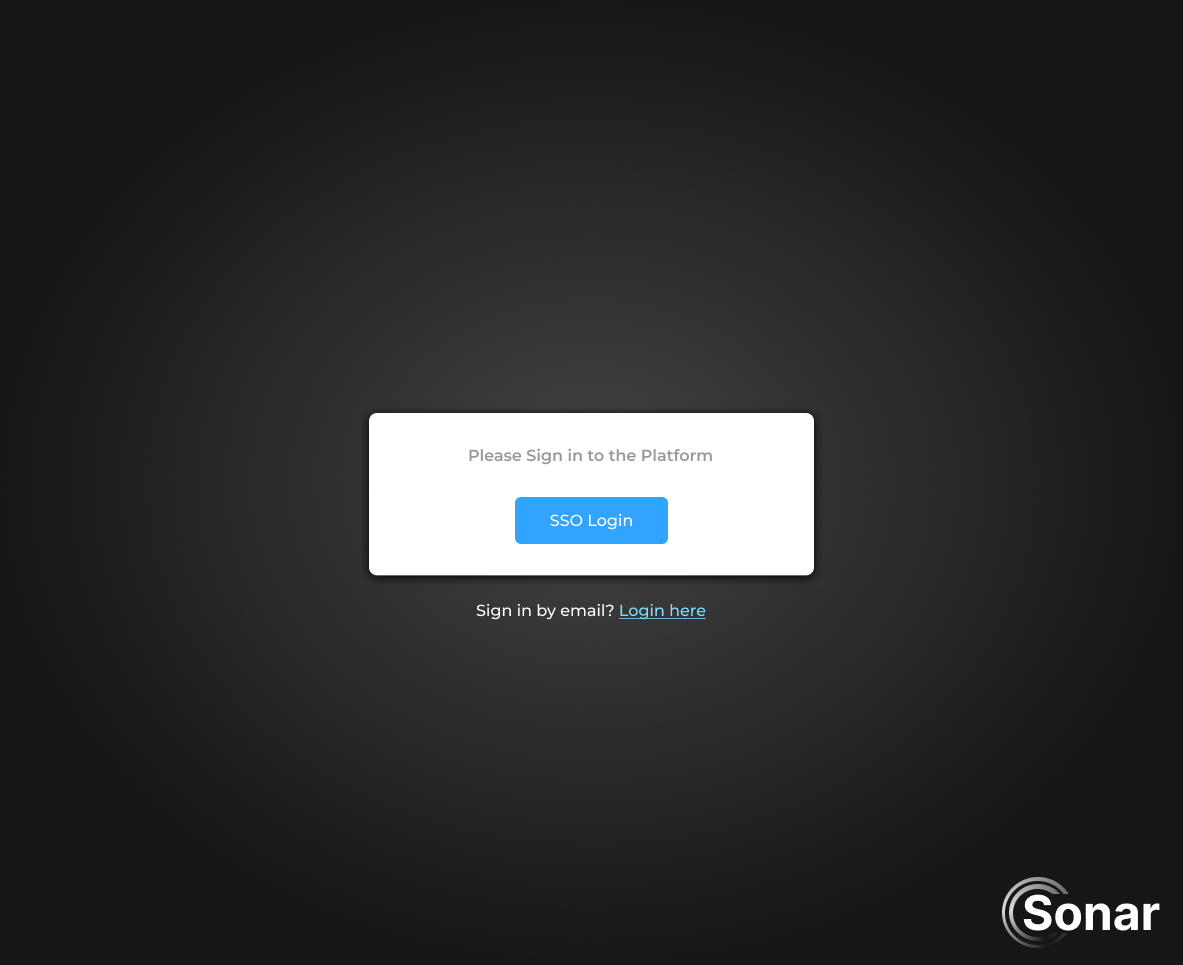 Please Sign in to the Platform
SSO Login
Sign in by email? Login here
Sonar